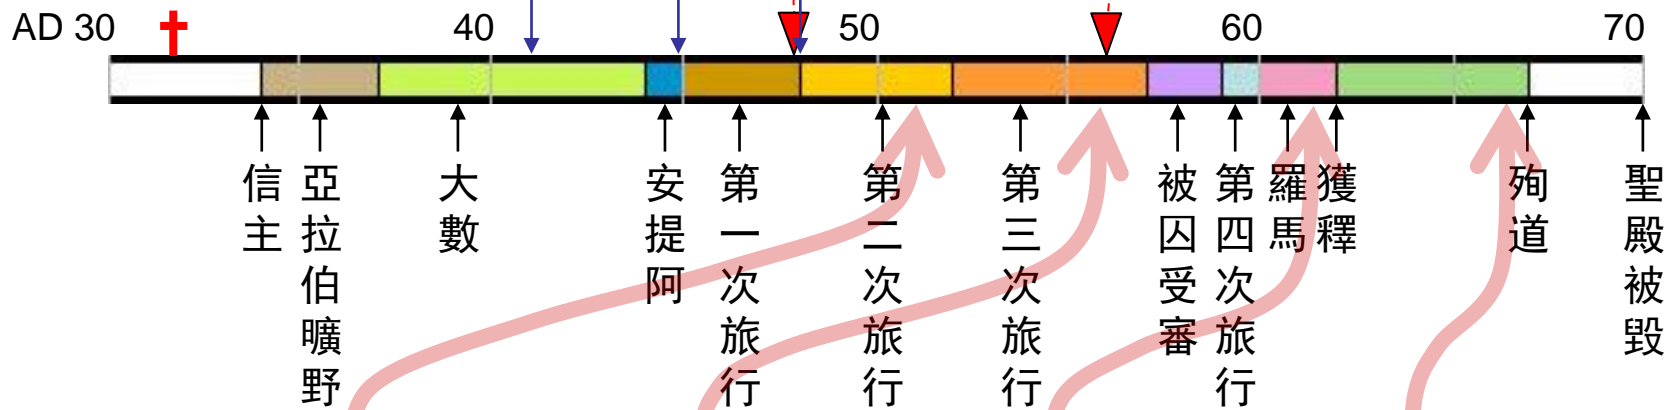 AD 30 40 50 60 70
信主
亞拉伯曠野
大數
安提阿
第一次旅行
第二次旅行
第三次旅行
被囚受審
第四次旅行
羅馬
獲釋
殉道
聖殿被毀